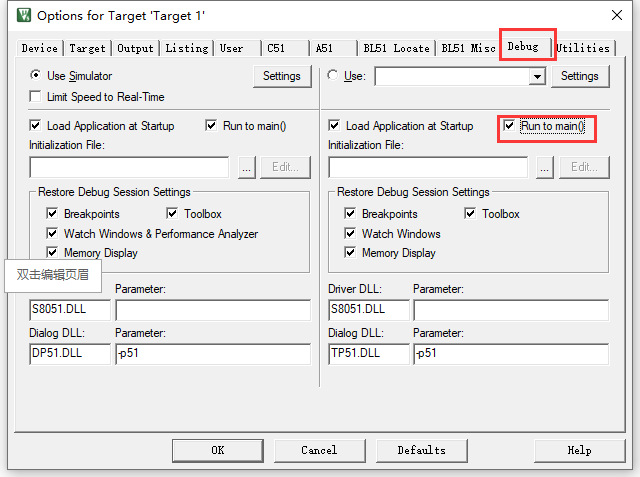 Options for Target 'Target 1'
Device Target Output Listing User C51 A51 BL51 Locate BL51 Misc Debug Utilities
Use Simulator Settings Use: Settings
Limit Speed to Real-Time
Load Application at Startup Run to main() Load Application at Startup Run to main()
Initialization File: Initialization File:
... Edit... ... Edit...
Restore Debug Session Settings Restore Debug Session Settings
Breakpoints Toolbox Breakpoints Toolbox
Watch Windows & Performance Analyzer Watch Windows
Memory Display Memory Display
双击编辑页眉
Parameter: Driver DLL: Parameter:
S8051.DLL S8051.DLL
Dialog DLL: Parameter: Dialog DLL: Parameter:
DP51.DLL -p51 TP51.DLL -p51
OK Cancel Defaults Help